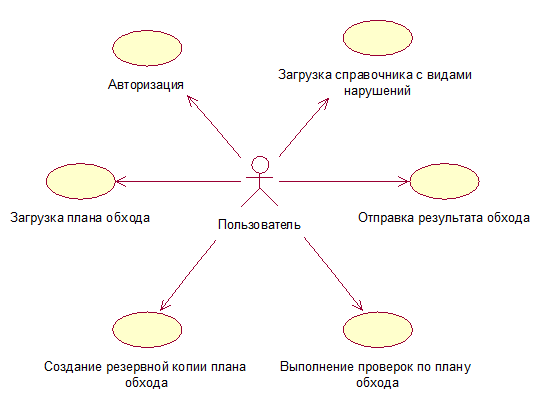 Авторизация
Загрузка справочника с видами
нарушений
Загрузка плана обхода
Пользователь
Отправка результата обхода
Создание резервной копии плана
обхода
Выполнение проверок по плану
обхода